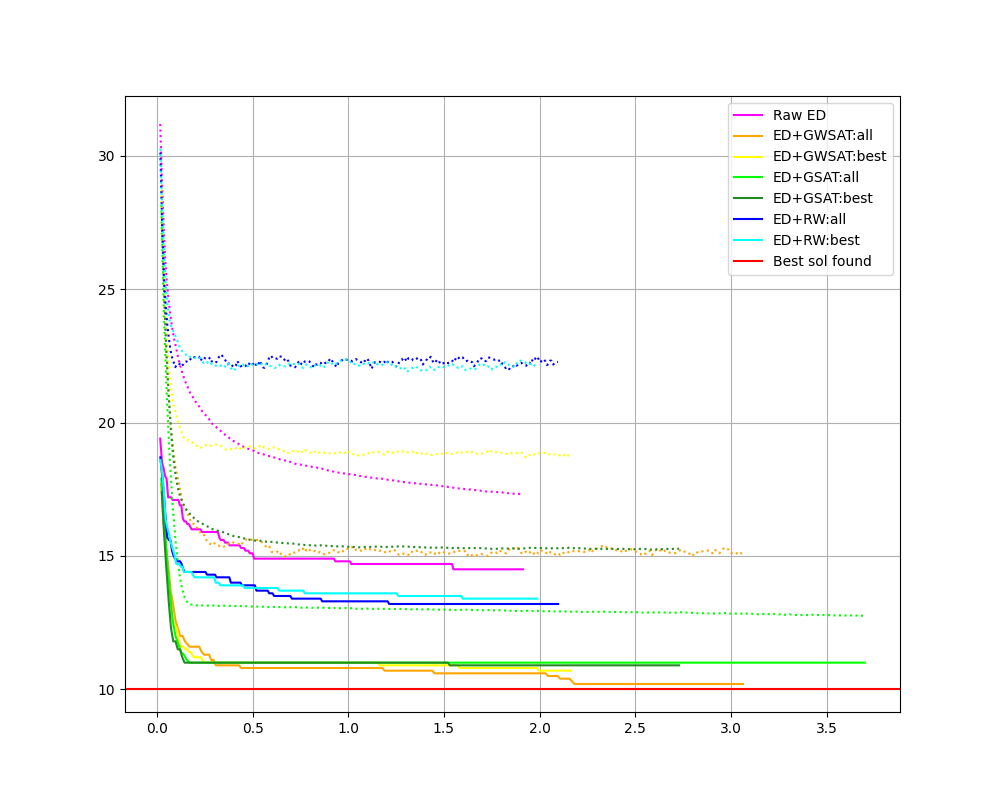 Raw ED
ED+GWSAT:all
ED+GWSAT:best
ED+GSAT:all
ED+GSAT:best
ED+RW:all
ED+RW:best
Best sol found
30
25
20
15
10
0.0 0.5 1.0 1.5 2.0 2.5 3.0 3.5